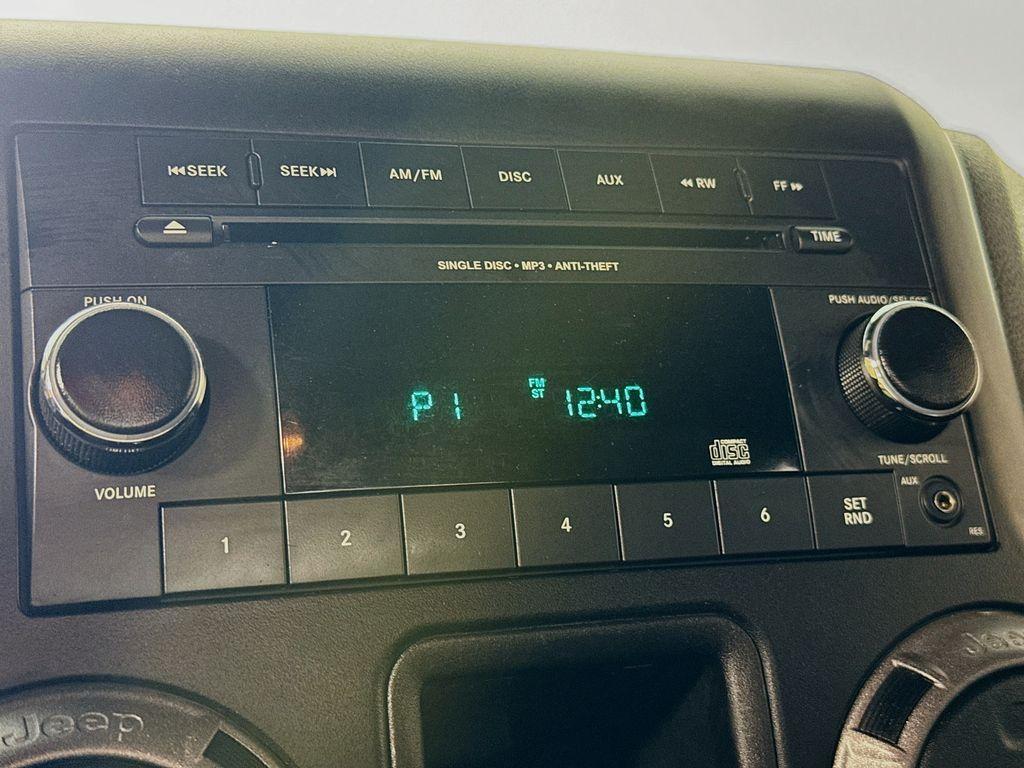 ⏮SEEK SEEK⏭ AM/FM DISC AUX ◀◀ RW FF ▶▶
⏏ TIME
SINGLE DISC • MP3 • ANTI-THEFT
PUSH ON
PUSH AUDIO/SELECT
FM
ST
P 1 12:40
COMPACT
disc
DIGITAL AUDIO
VOLUME
TUNE/SCROLL
1 2 3 4 5 6 SET
RND
AUX
RES
Jeep
Jeep